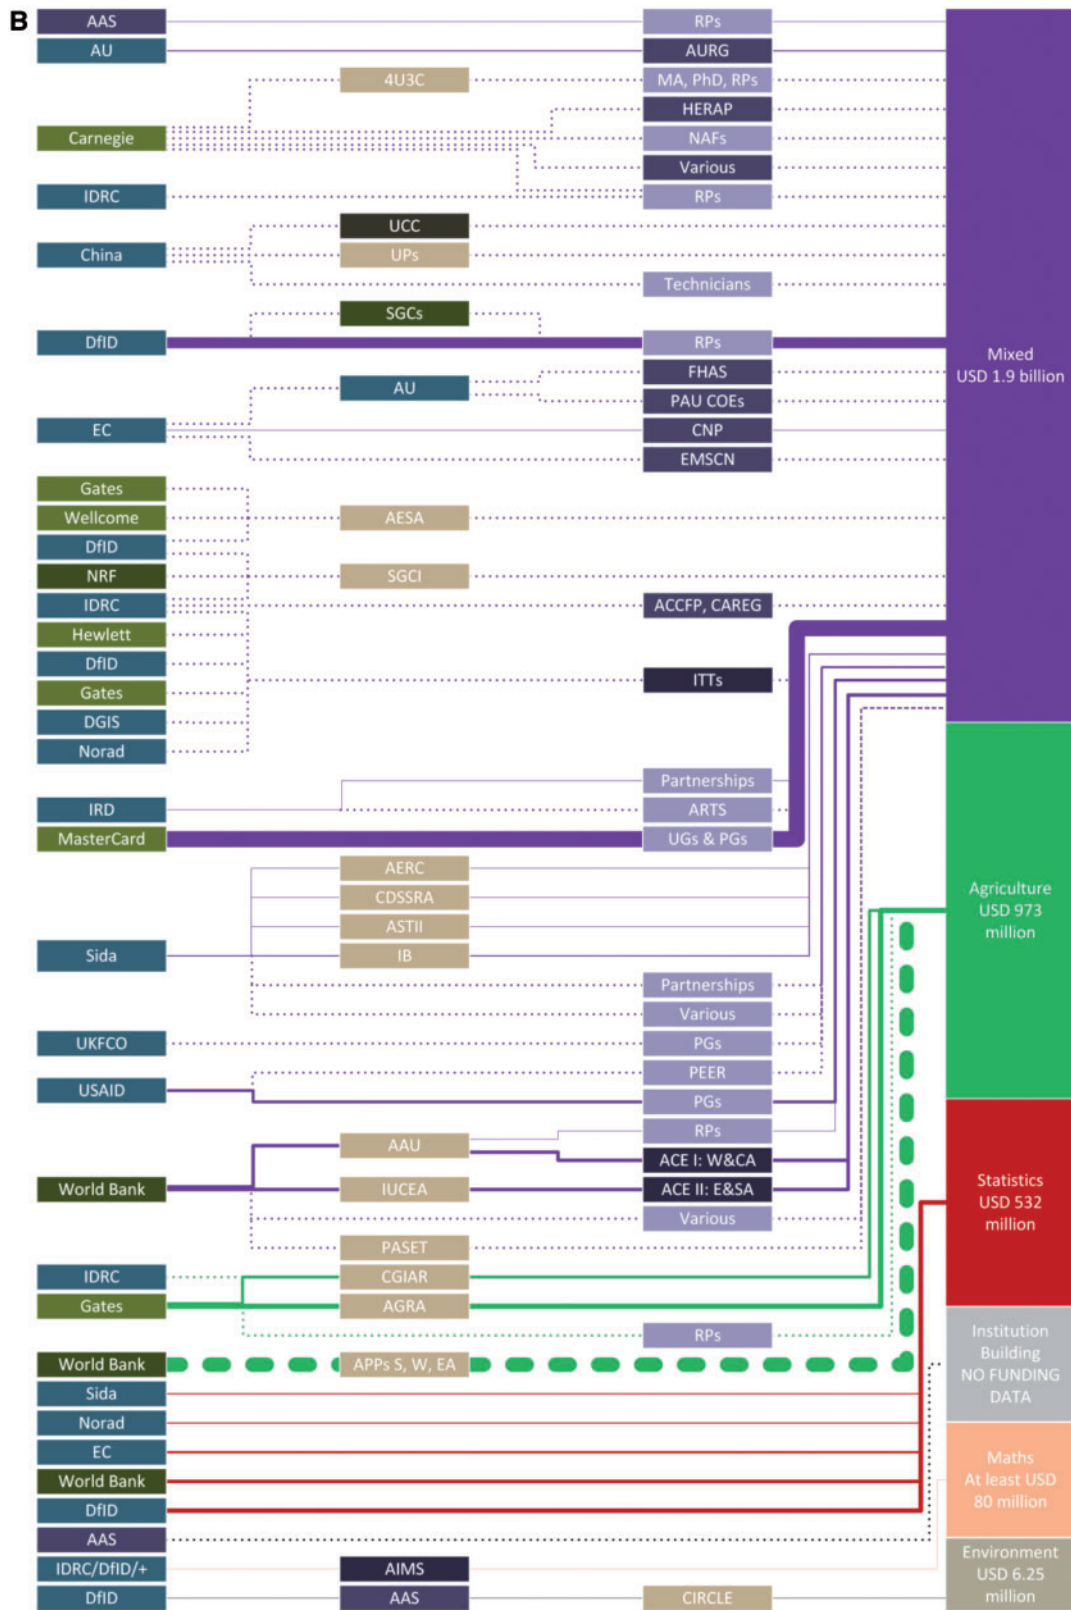 B
AAS RPs
AU AURG
4U3C MA, PhD, RPs
HERAP
Carnegie NAFs
Various
IDRC RPs
UCC
China UPs
Technicians
SGCs
DfID RPs
Mixed
USD 1.9 billion
FHAS
AU
PAU COEs
EC CNP
EMSCN
Gates
Wellcome AESA
DfID
NRF SGCI
IDRC ACCFP, CAREG
Hewlett
DfID
ITTs
Gates
DGIS
Norad
Partnerships
IRD ARTS
MasterCard UGs & PGs
AERC
CDSSRA
ASTII
Sida IB
Agriculture
USD 973
million
Partnerships
Various
UKFCO PGs
PEER
USAID
PGs
RPs
AAU
ACE I: W&CA
World Bank IUCEA ACE II: E&SA
Statistics
USD 532
million
Various
PASET
IDRC CGIAR
Gates AGRA
RPs
World Bank APPs S, W, EA
Institution
Building
NO FUNDING
DATA
Sida
Norad
EC
World Bank
DfID
Maths
At least USD
80 million
AAS
IDRC/DfID/+ AIMS
DfID AAS CIRCLE
Environment
USD 6.25
million